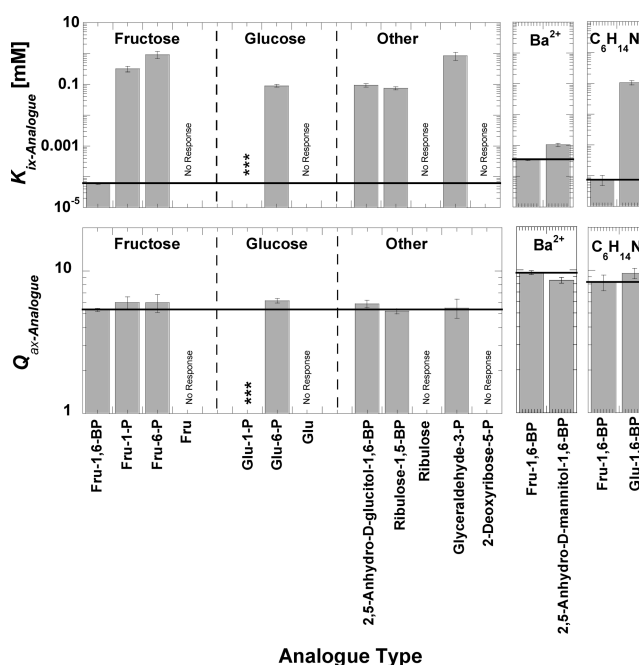 Fructose Glucose Other Ba2+ C6H14N
Kix-Analogue [mM]
10
0.1
0.001
10-5
No Response
***
No Response
No Response
No Response
Fructose Glucose Other Ba2+ C6H14N
Qax-Analogue
10
1
No Response
***
No Response
No Response
No Response
Fru-1,6-BP
Fru-1-P
Fru-6-P
Fru
Glu-1-P
Glu-6-P
Glu
2,5-Anhydro-D-glucitol-1,6-BP
Ribulose-1,5-BP
Ribulose
Glyceraldehyde-3-P
2-Deoxyribose-5-P
Fru-1,6-BP
2,5-Anhydro-D-mannitol-1,6-BP
Fru-1,6-BP
Glu-1,6-BP
Analogue Type